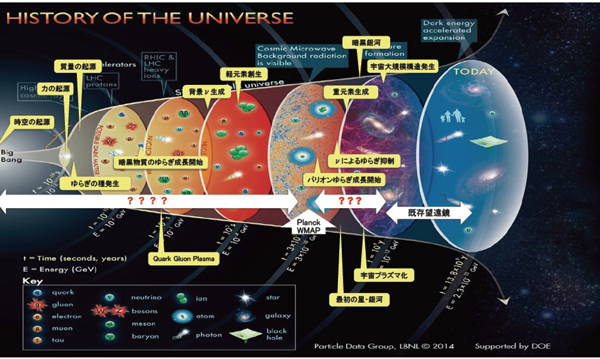 HISTORY OF THE UNIVERSE
Dark energy
accelerated
expansion
暗黒銀河
質量の起源
RHIC &
LHC
heavy
ions
Cosmic Microwave
Background radiation
is visible
宇宙大規模構造発生
TODAY
軽元素創生
力の起源
LHC
protons
背景ν生成
重元素生成
時空の起源
Big
Bang
暗黒物質のゆらぎ成長開始
νによるゆらぎ抑制
ゆらぎの種発生
バリオンゆらぎ成長開始
? ? ? ?
? ? ?
既存望遠鏡
Planck
WMAP
Quark Gluon Plasma
宇宙プラズマ化
最初の星・銀河
t = Time (seconds, years)
E = Energy (GeV)
Key
quark
gluon
electron
muon
tau
neutrino
bosons
meson
baryon
ion
atom
photon
star
galaxy
black
hole
Particle Data Group, LBNL © 2014
Supported by DOE